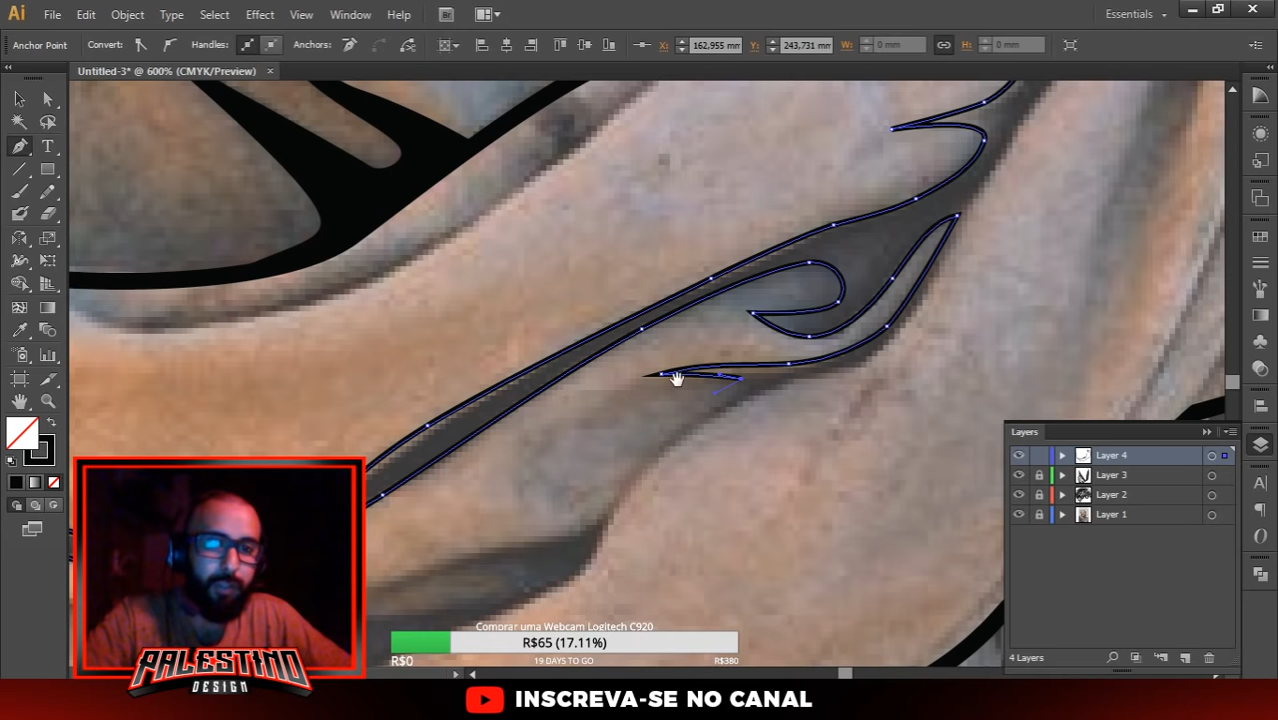 Ai File Edit Object Type Select Effect View Window Help Br Essentials
Anchor Point Convert: Handles: Anchors: X: 162,955 mm Y: 243,731 mm W: 0 mm H: 0 mm
Untitled-3* @ 600% (CMYK/Preview) ×
T
Layers
Layer 4
Layer 3
Layer 2
Layer 1
4 Layers
Comprar uma Webcam Logitech C920
R$65 (17.11%)
R$0 19 DAYS TO GO R$380
PALESTINO
DESIGN
INSCREVA-SE NO CANAL